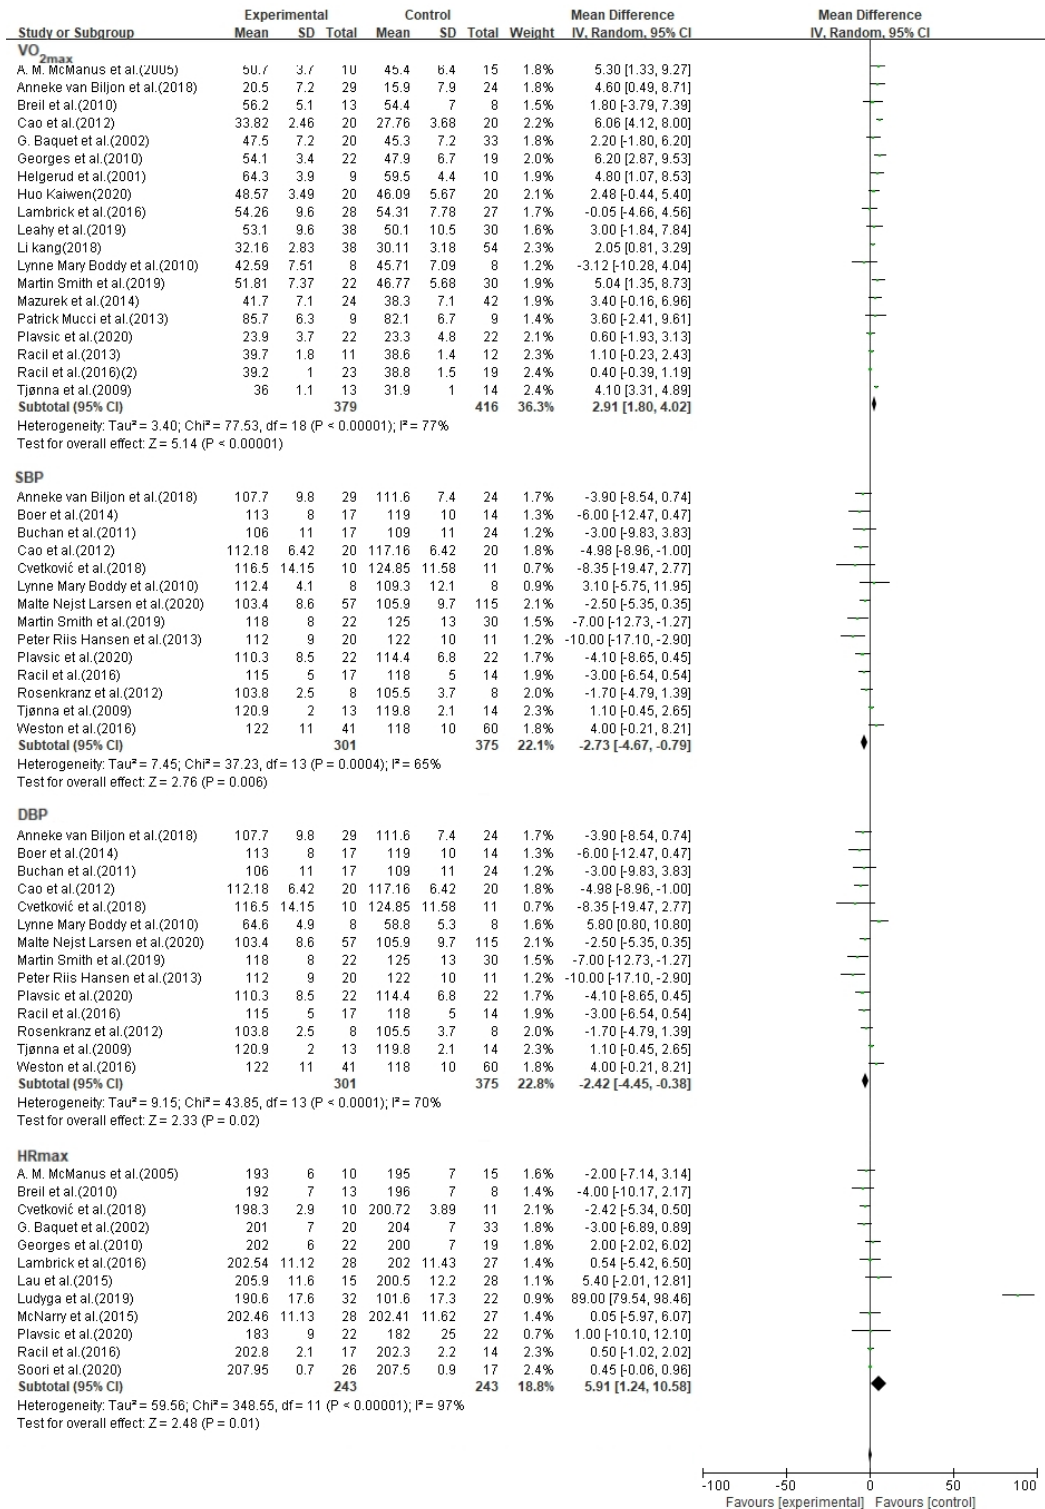 Experimental Control Mean Difference Mean Difference
Study or Subgroup Mean SD Total Mean SD Total Weight IV, Random, 95% CI IV, Random, 95% CI
VO2max
A. M. McManus et al.(2005) 50.7 3.7 10 45.4 6.4 15 1.8% 5.30 [1.33, 9.27]
Anneke van Biljon et al.(2018) 20.5 7.2 29 15.9 7.9 24 1.8% 4.60 [0.49, 8.71]
Breil et al.(2010) 56.2 5.1 13 54.4 7 8 1.5% 1.80 [-3.79, 7.39]
Cao et al.(2012) 33.82 2.46 20 27.76 3.68 20 2.2% 6.06 [4.12, 8.00]
G. Baquet et al.(2002) 47.5 7.2 20 45.3 7.2 33 1.8% 2.20 [-1.80, 6.20]
Georges et al.(2010) 54.1 3.4 22 47.9 6.7 19 2.0% 6.20 [2.87, 9.53]
Helgerud et al.(2001) 64.3 3.9 9 59.5 4.4 10 1.9% 4.80 [1.07, 8.53]
Huo Kaiwen(2020) 48.57 3.49 20 46.09 5.67 20 2.1% 2.48 [-0.44, 5.40]
Lambrick et al.(2016) 54.26 9.6 28 54.31 7.78 27 1.7% -0.05 [-4.66, 4.56]
Leahy et al.(2019) 53.1 9.6 38 50.1 10.5 30 1.6% 3.00 [-1.84, 7.84]
Li kang(2018) 32.16 2.83 38 30.11 3.18 54 2.3% 2.05 [0.81, 3.29]
Lynne Mary Boddy et al.(2010) 42.59 7.51 8 45.71 7.09 8 1.2% -3.12 [-10.28, 4.04]
Martin Smith et al.(2019) 51.81 7.37 22 46.77 5.68 30 1.9% 5.04 [1.35, 8.73]
Mazurek et al.(2014) 41.7 7.1 24 38.3 7.1 42 1.9% 3.40 [-0.16, 6.96]
Patrick Mucci et al.(2013) 85.7 6.3 9 82.1 6.7 9 1.4% 3.60 [-2.41, 9.61]
Plavsic et al.(2020) 23.9 3.7 22 23.3 4.8 22 2.1% 0.60 [-1.93, 3.13]
Racil et al.(2013) 39.7 1.8 11 38.6 1.4 12 2.3% 1.10 [-0.23, 2.43]
Racil et al.(2016)(2) 39.2 1 23 38.8 1.5 19 2.4% 0.40 [-0.39, 1.19]
Tjønna et al.(2009) 36 1.1 13 31.9 1 14 2.4% 4.10 [3.31, 4.89]
Subtotal (95% CI) 379 416 36.3% 2.91 [1.80, 4.02]
Heterogeneity: Tau² = 3.40; Chi² = 77.53, df = 18 (P < 0.00001); I² = 77%
Test for overall effect: Z = 5.14 (P < 0.00001)
SBP
Anneke van Biljon et al.(2018) 107.7 9.8 29 111.6 7.4 24 1.7% -3.90 [-8.54, 0.74]
Boer et al.(2014) 113 8 17 119 10 14 1.3% -6.00 [-12.47, 0.47]
Buchan et al.(2011) 106 11 17 109 11 24 1.2% -3.00 [-9.83, 3.83]
Cao et al.(2012) 112.18 6.42 20 117.16 6.42 20 1.8% -4.98 [-8.96, -1.00]
Cvetković et al.(2018) 116.5 14.15 10 124.85 11.58 11 0.7% -8.35 [-19.47, 2.77]
Lynne Mary Boddy et al.(2010) 112.4 4.1 8 109.3 12.1 8 0.9% 3.10 [-5.75, 11.95]
Malte Nejst Larsen et al.(2020) 103.4 8.6 57 105.9 9.7 115 2.1% -2.50 [-5.35, 0.35]
Martin Smith et al.(2019) 118 8 22 125 13 30 1.4% -7.00 [-12.73, -1.27]
Peter Riis Hansen et al.(2013) 112 9 20 122 10 11 1.2% -10.00 [-17.10, -2.90]
Plavsic et al.(2020) 110.3 8.5 22 114.4 6.8 22 1.7% -4.10 [-8.65, 0.45]
Racil et al.(2016) 115 5 17 118 5 14 1.9% -3.00 [-6.54, 0.54]
Rosenkranz et al.(2012) 103.8 2.5 8 105.5 3.7 8 2.0% -1.70 [-4.79, 1.39]
Tjønna et al.(2009) 120.9 2 13 119.8 2.1 14 2.3% 1.10 [-0.45, 2.65]
Weston et al.(2016) 122 11 41 118 10 60 1.8% 4.00 [-0.21, 8.21]
Subtotal (95% CI) 301 375 22.1% -2.73 [-4.67, -0.79]
Heterogeneity: Tau² = 7.45; Chi² = 37.23, df = 13 (P = 0.0004); I² = 65%
Test for overall effect: Z = 2.76 (P = 0.006)
DBP
Anneke van Biljon et al.(2018) 107.7 9.8 29 111.6 7.4 24 1.7% -3.90 [-8.54, 0.74]
Boer et al.(2014) 113 8 17 119 10 14 1.3% -6.00 [-12.47, 0.47]
Buchan et al.(2011) 106 11 17 109 11 24 1.2% -3.00 [-9.83, 3.83]
Cao et al.(2012) 112.18 6.42 20 117.16 6.42 20 1.8% -4.98 [-8.96, -1.00]
Cvetković et al.(2018) 116.5 14.15 10 124.85 11.58 11 0.7% -8.35 [-19.47, 2.77]
Lynne Mary Boddy et al.(2010) 64.6 4.9 8 58.8 5.3 8 1.6% 5.80 [0.80, 10.80]
Malte Nejst Larsen et al.(2020) 103.4 8.6 57 105.9 9.7 115 2.1% -2.50 [-5.35, 0.35]
Martin Smith et al.(2019) 118 8 22 125 13 30 1.4% -7.00 [-12.73, -1.27]
Peter Riis Hansen et al.(2013) 112 9 20 122 10 11 1.2% -10.00 [-17.10, -2.90]
Plavsic et al.(2020) 110.3 8.5 22 114.4 6.8 22 1.7% -4.10 [-8.65, 0.45]
Racil et al.(2016) 115 5 17 118 5 14 1.9% -3.00 [-6.54, 0.54]
Rosenkranz et al.(2012) 103.8 2.5 8 105.5 3.7 8 2.0% -1.70 [-4.79, 1.39]
Tjønna et al.(2009) 120.9 2 13 119.8 2.1 14 2.3% 1.10 [-0.45, 2.65]
Weston et al.(2016) 122 11 41 118 10 60 1.8% 4.00 [-0.21, 8.21]
Subtotal (95% CI) 301 375 22.8% -2.42 [-4.45, -0.38]
Heterogeneity: Tau² = 9.15; Chi² = 43.85, df = 13 (P < 0.0001); I² = 70%
Test for overall effect: Z = 2.33 (P = 0.02)
HRmax
A. M. McManus et al.(2005) 193 6 10 195 7 15 1.6% -2.00 [-7.14, 3.14]
Breil et al.(2010) 192 7 13 196 7 8 1.4% -4.00 [-10.17, 2.17]
Cvetković et al.(2018) 198.3 2.9 10 200.72 3.89 11 2.1% -2.42 [-5.34, 0.50]
G. Baquet et al.(2002) 201 7 20 204 7 33 1.9% -3.00 [-6.89, 0.89]
Georges et al.(2010) 202 6 22 200 7 19 1.8% 2.00 [-2.02, 6.02]
Lambrick et al.(2016) 202.54 11.12 28 202 11.43 27 1.4% 0.54 [-5.42, 6.50]
Lau et al.(2015) 205.9 11.6 15 200.5 12.2 28 1.1% 5.40 [-2.01, 12.81]
Ludyga et al.(2019) 190.6 17.6 32 101.6 17.3 22 0.9% 89.00 [79.54, 98.46]
McNarry et al.(2015) 202.46 11.13 28 202.41 11.62 27 1.4% 0.05 [-5.97, 6.07]
Plavsic et al.(2020) 183 9 22 182 25 22 0.7% 1.00 [-10.10, 12.10]
Racil et al.(2016) 202.8 2.1 17 202.3 2.2 14 2.3% 0.50 [-1.02, 2.02]
Soori et al.(2020) 207.95 0.7 26 207.5 0.9 17 2.4% 0.45 [-0.06, 0.96]
Subtotal (95% CI) 243 243 18.8% 5.91 [1.24, 10.58]
Heterogeneity: Tau² = 59.56; Chi² = 348.55, df = 11 (P < 0.00001); I² = 97%
Test for overall effect: Z = 2.48 (P = 0.01)
-100 -50 0 50 100
Favours [experimental] Favours [control]